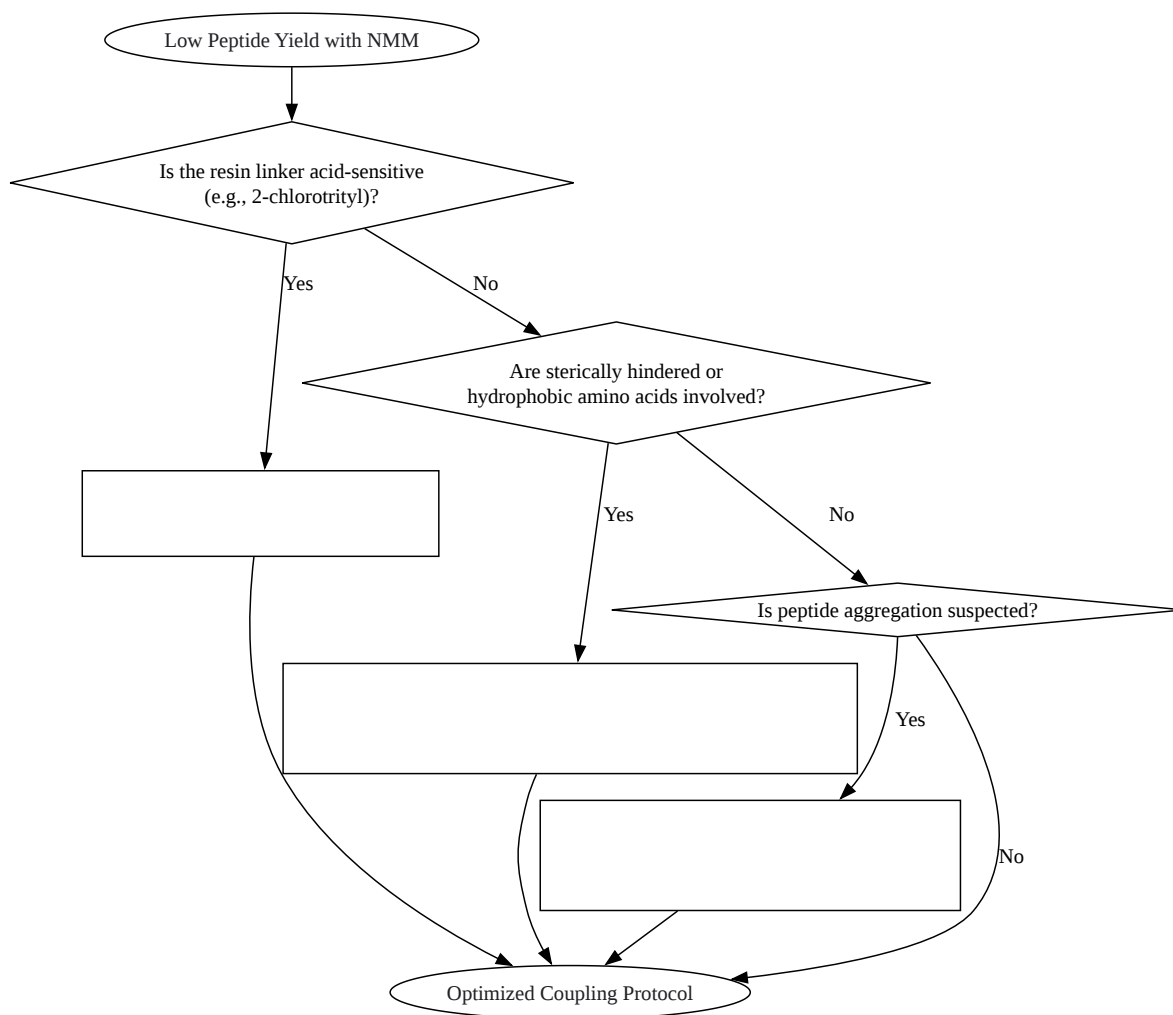 Low Peptide Yield with NMM
Is the resin linker acid-sensitive
(e.g., 2-chlorotrityl)?
Yes
No
Are sterically hindered or
hydrophobic amino acids involved?
Yes
No
Is peptide aggregation suspected?
Yes
No
Optimized Coupling Protocol